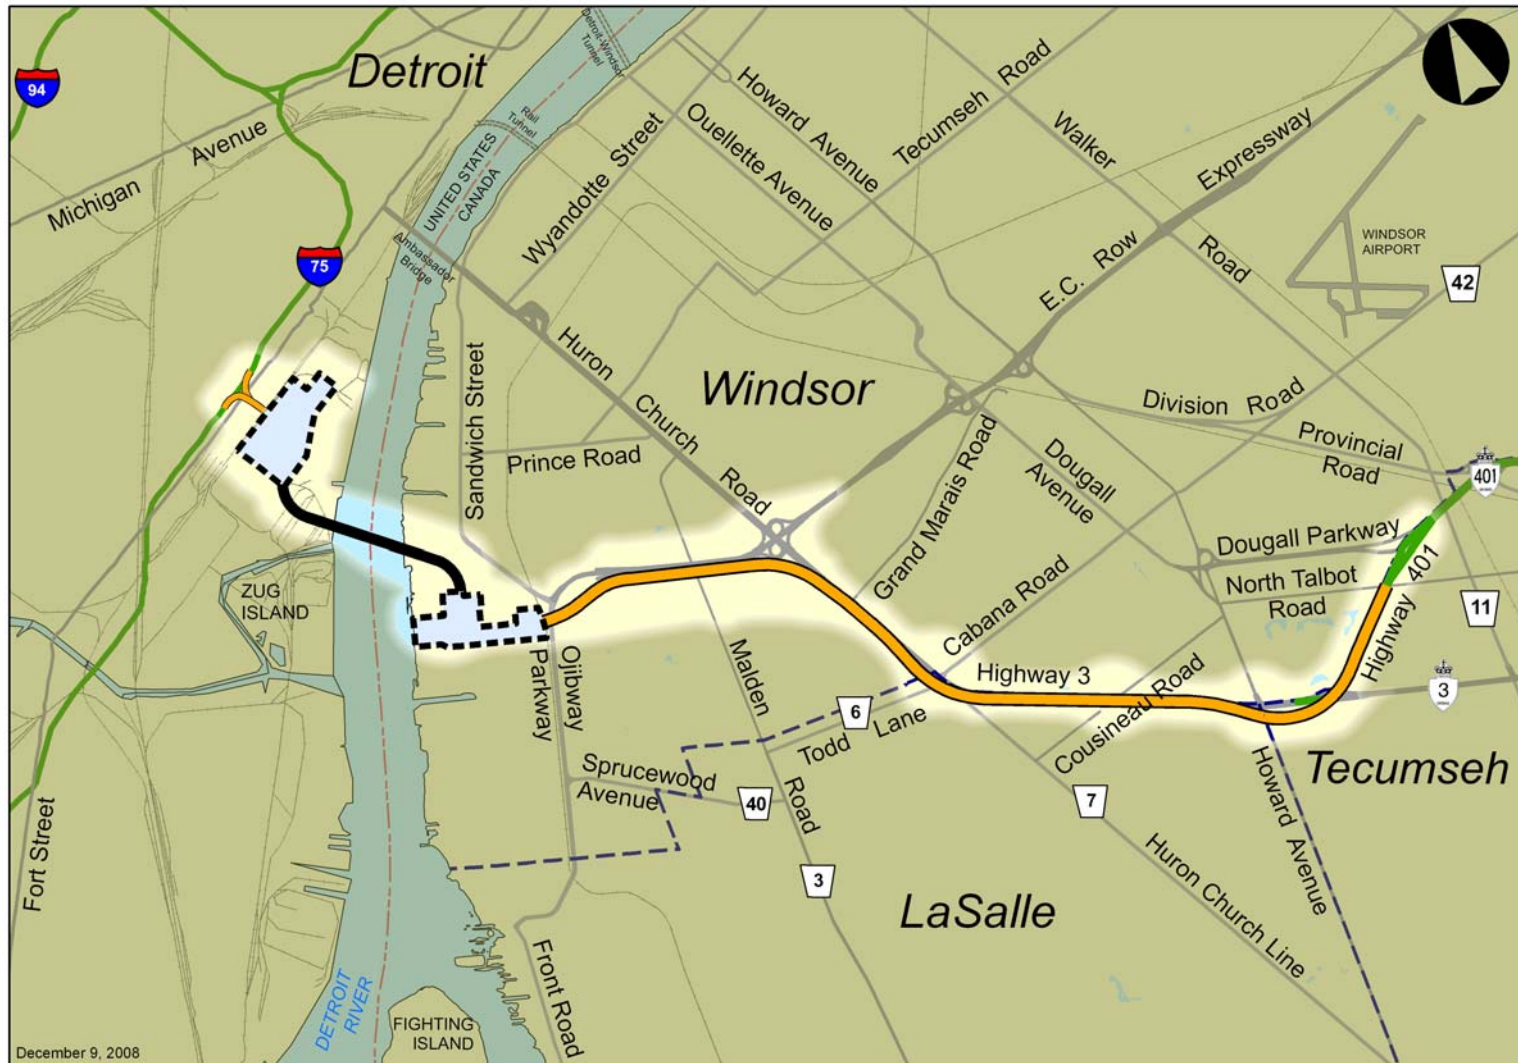 94
Detroit
Detroit-Windsor
Tunnel
Howard Avenue
Tecumseh Road
Michigan Avenue
Rail
Tunnel
UNITED STATES
CANADA
Wyandotte Street
Ouellette Avenue
Walker Road
E.C. Row Expressway
WINDSOR
AIRPORT
42
75
Ambassador
Bridge
Huron Church Road
Sandwich Street
Windsor
Prince Road
Division Road
Provincial
Road
401
Grand Marais Road
Dougall
Avenue
Dougall Parkway
North Talbot
Road
Highway 401
11
ZUG
ISLAND
Cabana Road
Highway 3
3
Ojibway
Parkway
Malden Road
6
Todd Lane
Cousineau Road
Tecumseh
Sprucewood
Avenue
40
7
Howard Avenue
3
LaSalle
Huron Church Line
Fort Street
Front Road
DETROIT
RIVER
FIGHTING
ISLAND
December 9, 2008